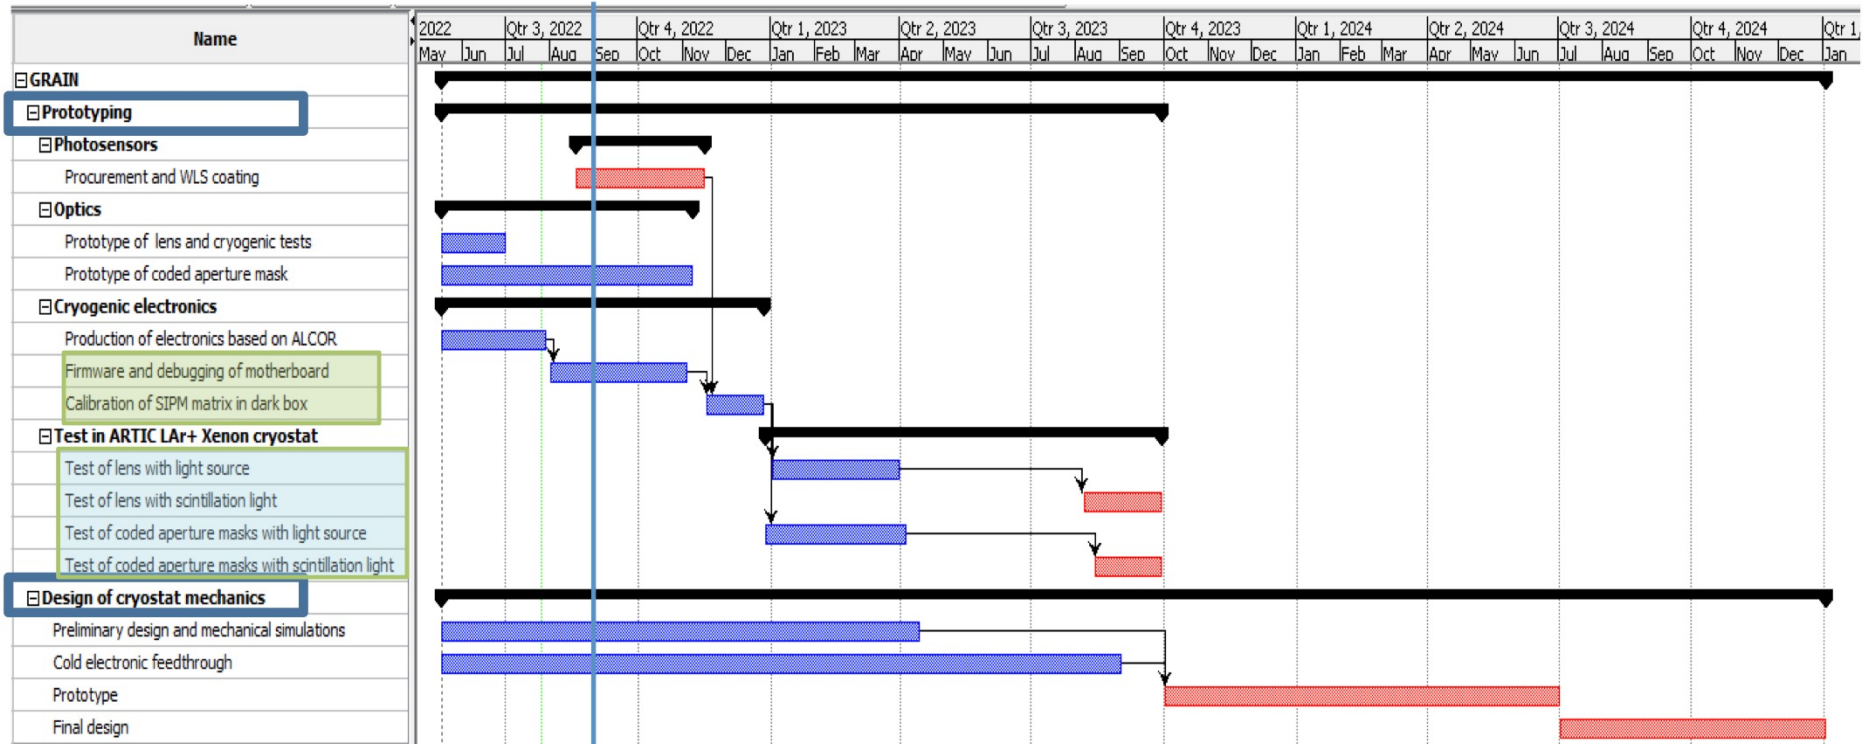 Name
2022 Qtr 3, 2022 Qtr 4, 2022 Qtr 1, 2023 Qtr 2, 2023 Qtr 3, 2023 Qtr 4, 2023 Qtr 1, 2024 Qtr 2, 2024 Qtr 3, 2024 Qtr 4, 2024 Qtr 1,
May Jun Jul Aug Sep Oct Nov Dec Jan Feb Mar Apr May Jun Jul Aug Sep Oct Nov Dec Jan Feb Mar Apr May Jun Jul Aug Sep Oct Nov Dec Jan
GRAIN
Prototyping
Photosensors
Procurement and WLS coating
Optics
Prototype of lens and cryogenic tests
Prototype of coded aperture mask
Cryogenic electronics
Production of electronics based on ALCOR
Firmware and debugging of motherboard
Calibration of SIPM matrix in dark box
Test in ARTIC LAr+ Xenon cryostat
Test of lens with light source
Test of lens with scintillation light
Test of coded aperture masks with light source
Test of coded aperture masks with scintillation light
Design of cryostat mechanics
Preliminary design and mechanical simulations
Cold electronic feedthrough
Prototype
Final design